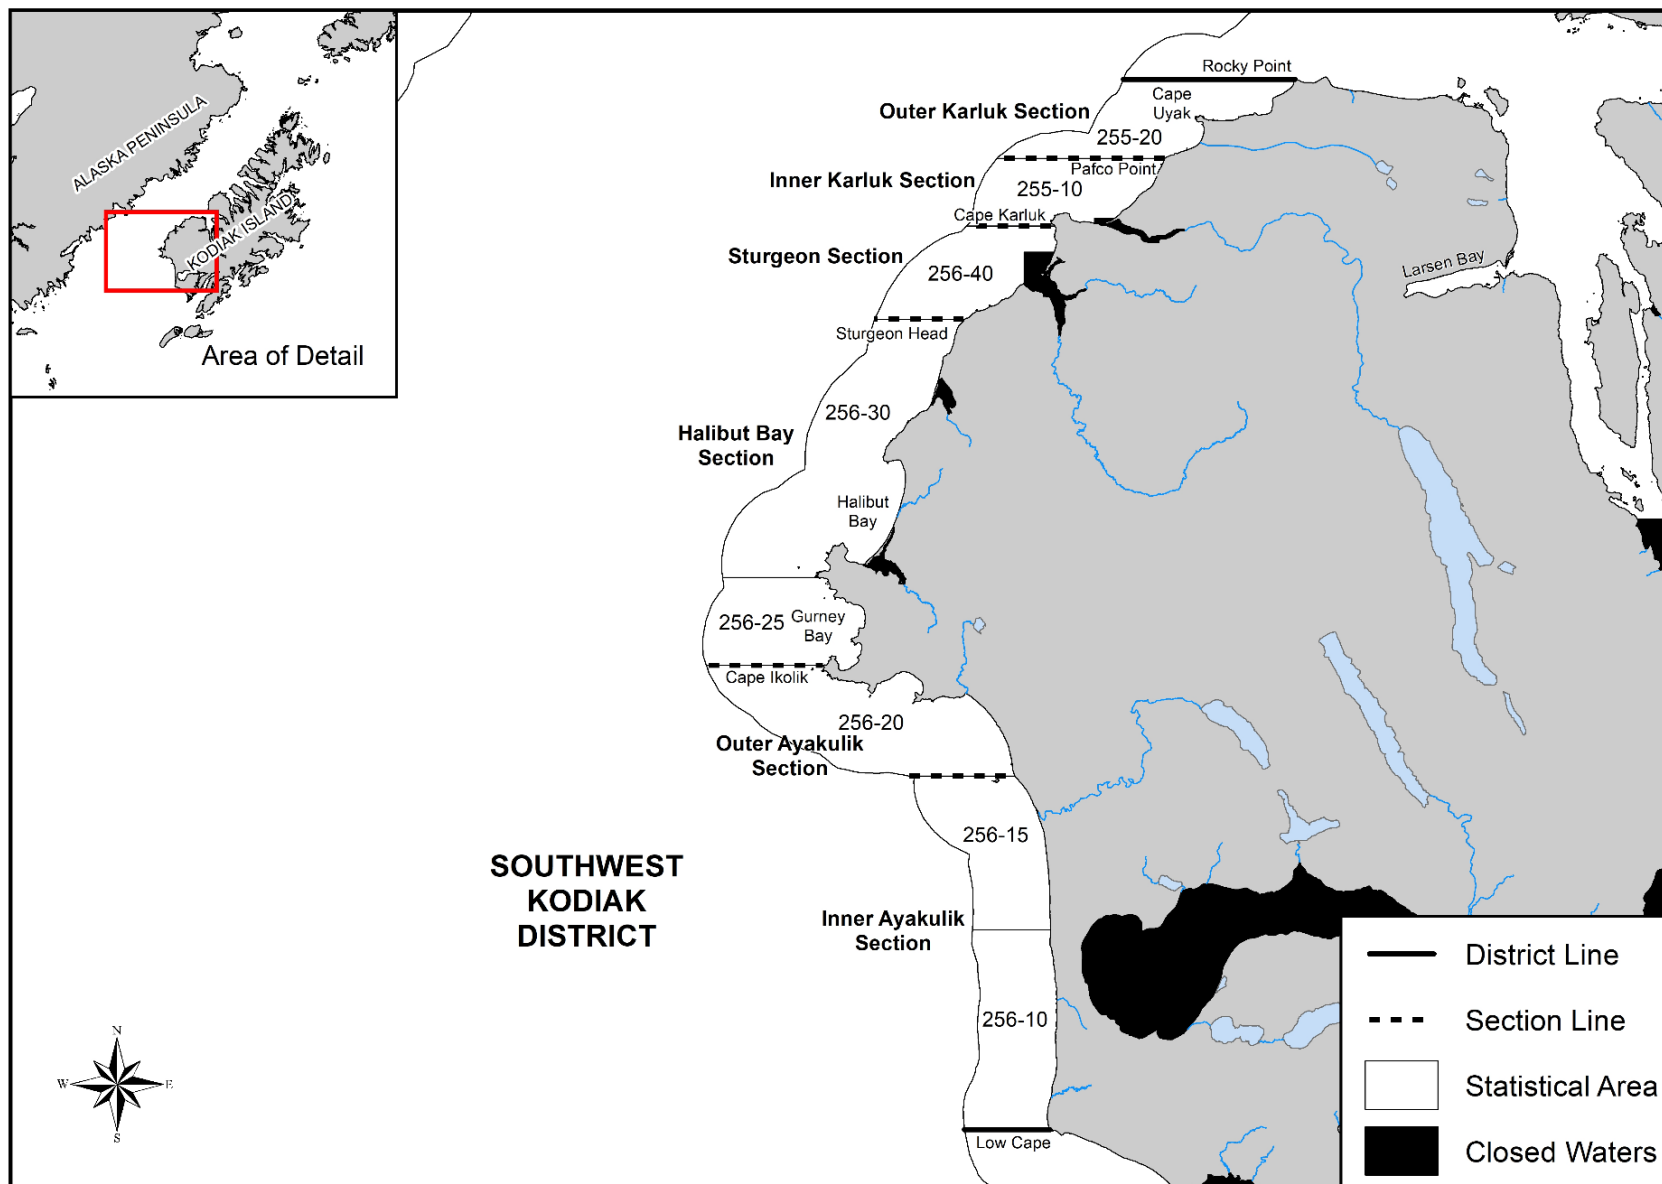 ALASKA PENINSULA
KODIAK ISLAND
Area of Detail
Rocky Point
Cape
Uyak
Outer Karluk Section
255-20
Pafco Point
Inner Karluk Section
255-10
Cape Karluk
Sturgeon Section
256-40
Larsen Bay
Sturgeon Head
256-30
Halibut Bay
Section
Halibut
Bay
256-25
Gurney
Bay
Cape Ikolik
256-20
Outer Ayakulik
Section
256-15
SOUTHWEST
KODIAK
DISTRICT
Inner Ayakulik
Section
256-10
Low Cape
N
W
E
S
District Line
Section Line
Statistical Area
Closed Waters